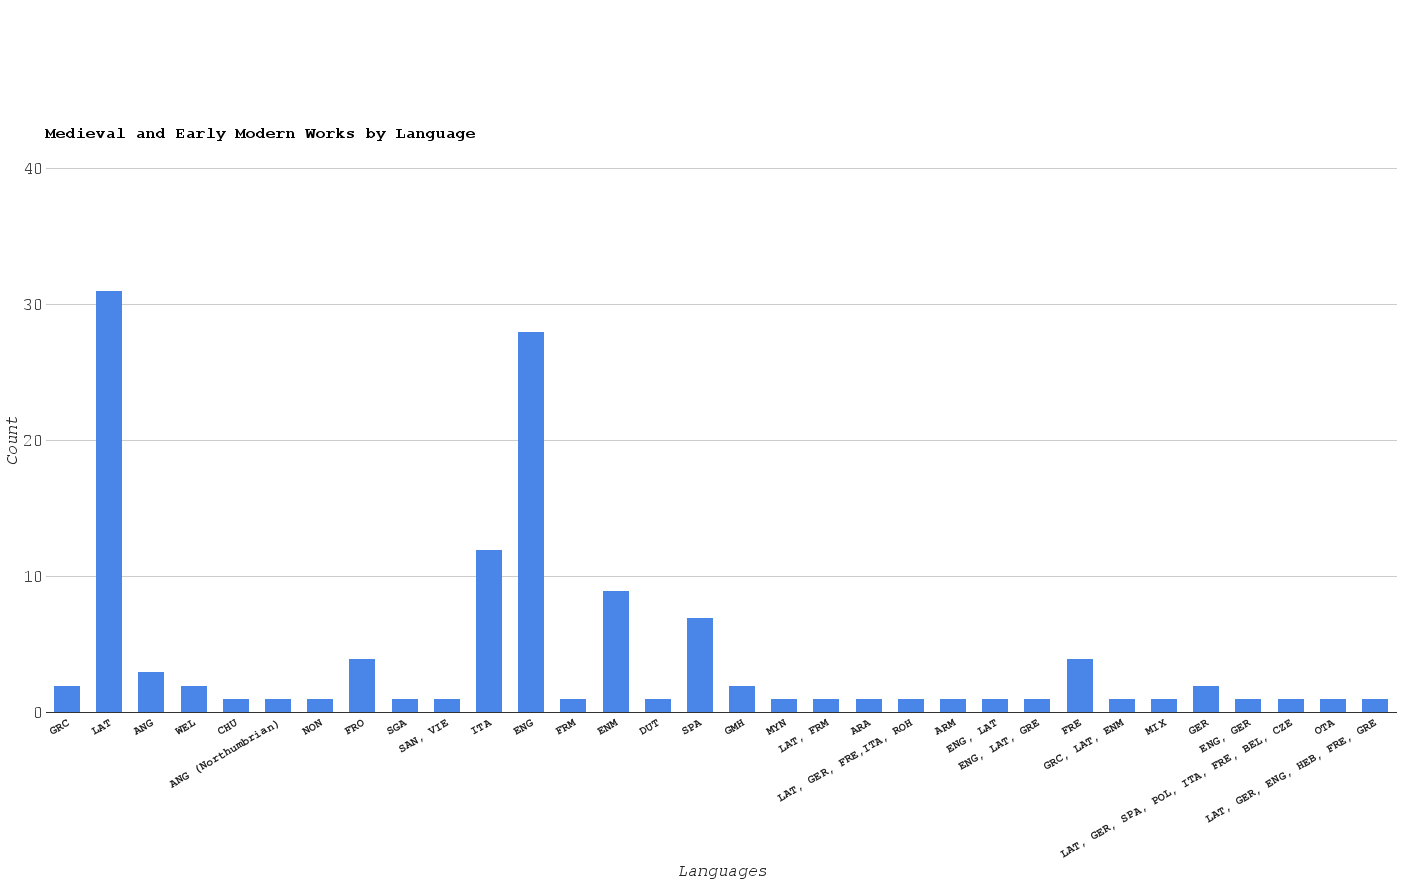 Medieval and Early Modern Works by Language
40
30
20
10
0
Count
GRC
LAT
ANG
WEL
CHU
ANG (Northumbrian)
NON
FRO
SGA
SAN, VIE
ITA
ENG
FRM
ENM
DUT
SPA
GMH
MYN
LAT, FRM
ARA
LAT, GER, FRE,ITA, ROH
ARM
ENG, LAT
ENG, LAT, GRE
FRE
GRC, LAT, ENM
MIX
GER
ENG, GER
LAT, GER, SPA, POL, ITA, FRE, BEL, CZE
OTA
LAT, GER, ENG, HEB, FRE, GRE
Languages